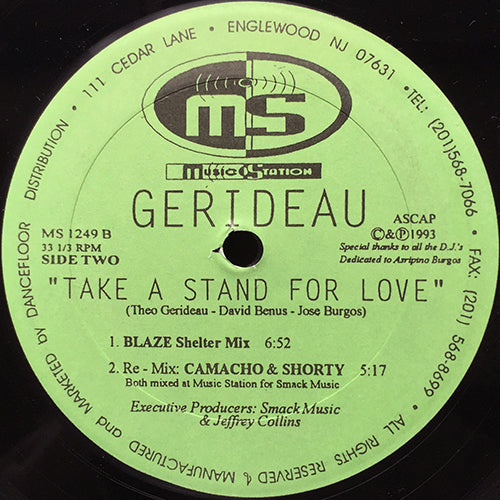 MANUFACTURED and MARKETED BY DANCEFLOOR DISTRIBUTION • 111 CEDAR LANE • ENGLEWOOD NJ 07631 • TEL: (201)568-7066 • FAX: (201) 568-8699 • ALL RIGHTS RESERVED &
MS
MUSIC STATION
GERIDEAU
MS 1249 B
33 1/3 RPM
SIDE TWO
ASCAP
©&℗1993
Special thanks to all the D.J.'s
Dedicated to Arripino Burgos
"TAKE A STAND FOR LOVE"
(Theo Gerideau - David Benus - Jose Burgos)
1. BLAZE Shelter Mix 6:52
2. Re - Mix: CAMACHO & SHORTY 5:17
Both mixed at Music Station for Smack Music
Executive Producers: Smack Music
& Jeffrey Collins